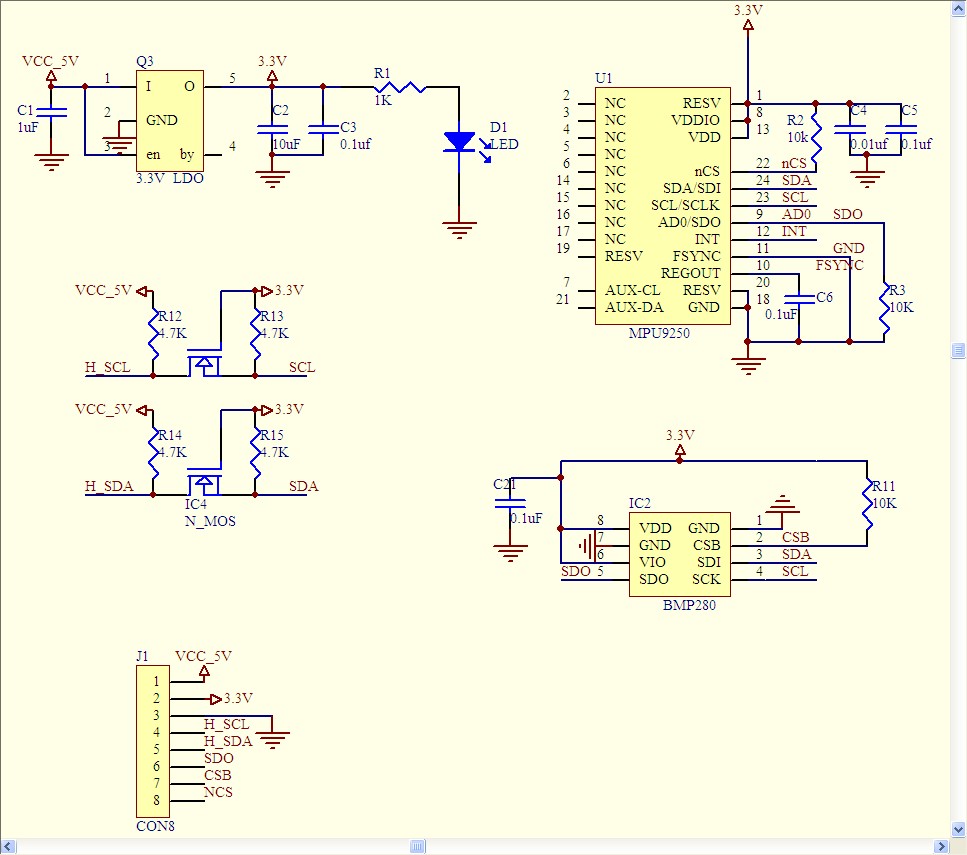 VCC_5V
C1
1uF
Q3
1
2
3
I
O
GND
en
by
5
4
3.3V LDO
3.3V
C2
10uF
C3
0.1uf
R1
1K
D1
LED
U1
2
3
4
5
6
14
15
16
17
19
7
21
NC
NC
NC
NC
NC
NC
NC
NC
NC
RESV
AUX-CL
AUX-DA
RESV
VDDIO
VDD
nCS
SDA/SDI
SCL/SCLK
AD0/SDO
INT
FSYNC
REGOUT
RESV
GND
MPU9250
3.3V
1
8
13
22 nCS
24 SDA
23 SCL
9 AD0 SDO
12 INT
11 GND
10 FSYNC
20
18
R2
10k
C4
0.01uf
C5
0.1uf
C6
0.1uF
R3
10K
VCC_5V
R12
4.7K
H_SCL
3.3V
R13
4.7K
SCL
VCC_5V
R14
4.7K
H_SDA
3.3V
R15
4.7K
SDA
IC4
N_MOS
3.3V
C21
0.1uF
IC2
8
7
6
SDO 5
VDD
GND
VIO
SDO
GND
CSB
SDI
SCK
BMP280
1
2 CSB
3 SDA
4 SCL
R11
10K
J1
VCC_5V
1
2
3.3V
3
4 H_SCL
5 H_SDA
6 SDO
7 CSB
8 NCS
CON8